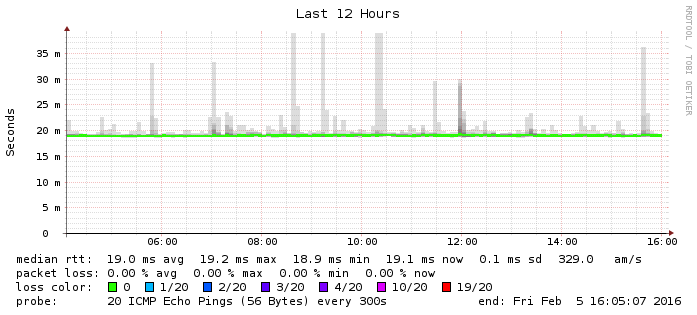 Last 12 Hours
RRDTOOL / TOBI OETIKER
Seconds
35 m
30 m
25 m
20 m
15 m
10 m
5 m
0
06:00 08:00 10:00 12:00 14:00 16:00
median rtt: 19.0 ms avg 19.2 ms max 18.9 ms min 19.1 ms now 0.1 ms sd 329.0 am/s
packet loss: 0.00 % avg 0.00 % max 0.00 % min 0.00 % now
loss color: 0 1/20 2/20 3/20 4/20 10/20 19/20
probe: 20 ICMP Echo Pings (56 Bytes) every 300s end: Fri Feb 5 16:05:07 2016